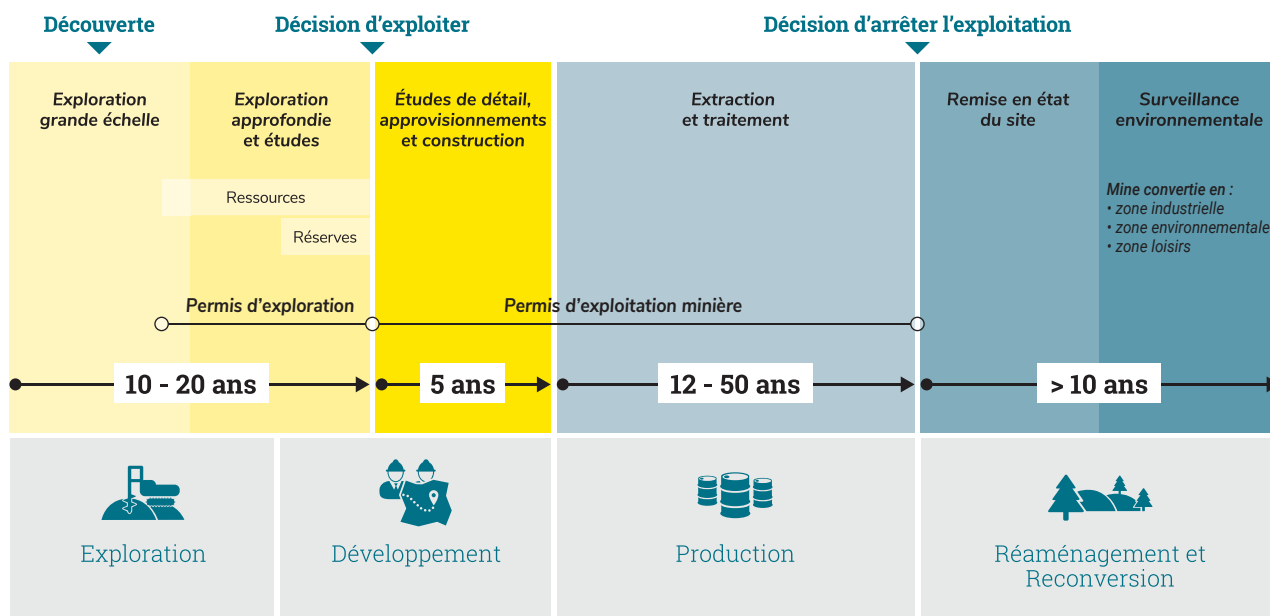 Découverte
Décision d'exploiter
Décision d'arrêter l'exploitation
Exploration
grande échelle
Exploration
approfondie
et études
Études de détail,
approvisionnements
et construction
Extraction
et traitement
Remise en état
du site
Surveillance
environnementale
Ressources
Réserves
Mine convertie en :
• zone industrielle
• zone environnementale
• zone loisirs
Permis d'exploration
Permis d'exploitation minière
10 - 20 ans
5 ans
12 - 50 ans
> 10 ans
Exploration
Développement
Production
Réaménagement et
Reconversion